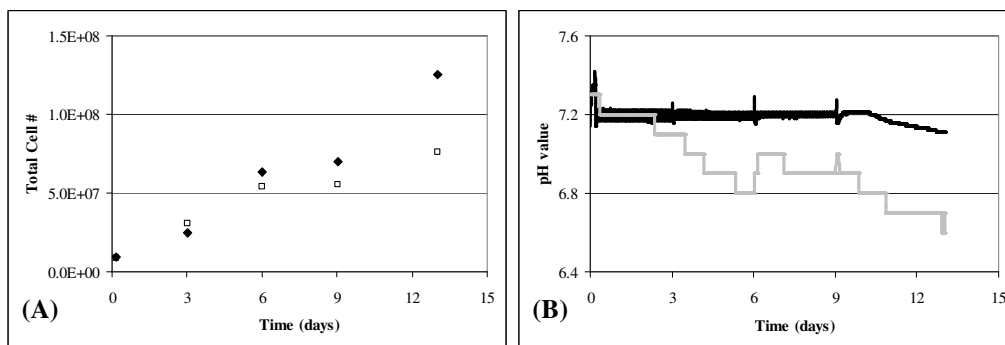 1.5E+08
1.0E+08
5.0E+07
0.0E+00
Total Cell #
0 3 6 9 12 15
Time (days)
(A)
7.6
7.2
6.8
6.4
pH value
0 3 6 9 12 15
Time (days)
(B)